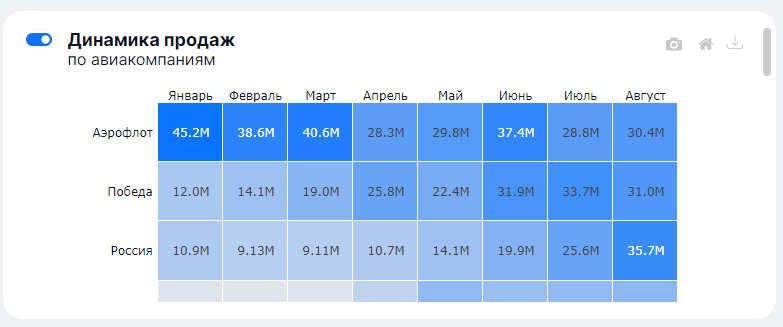 Динамика продаж
по авиакомпаниям
Январь Февраль Март Апрель Май Июнь Июль Август
Аэрофлот 45.2M 38.6M 40.6M 28.3M 29.8M 37.4M 28.8M 30.4M
Победа 12.0M 14.1M 19.0M 25.8M 22.4M 31.9M 33.7M 31.0M
Россия 10.9M 9.13M 9.11M 10.7M 14.1M 19.9M 25.6M 35.7M